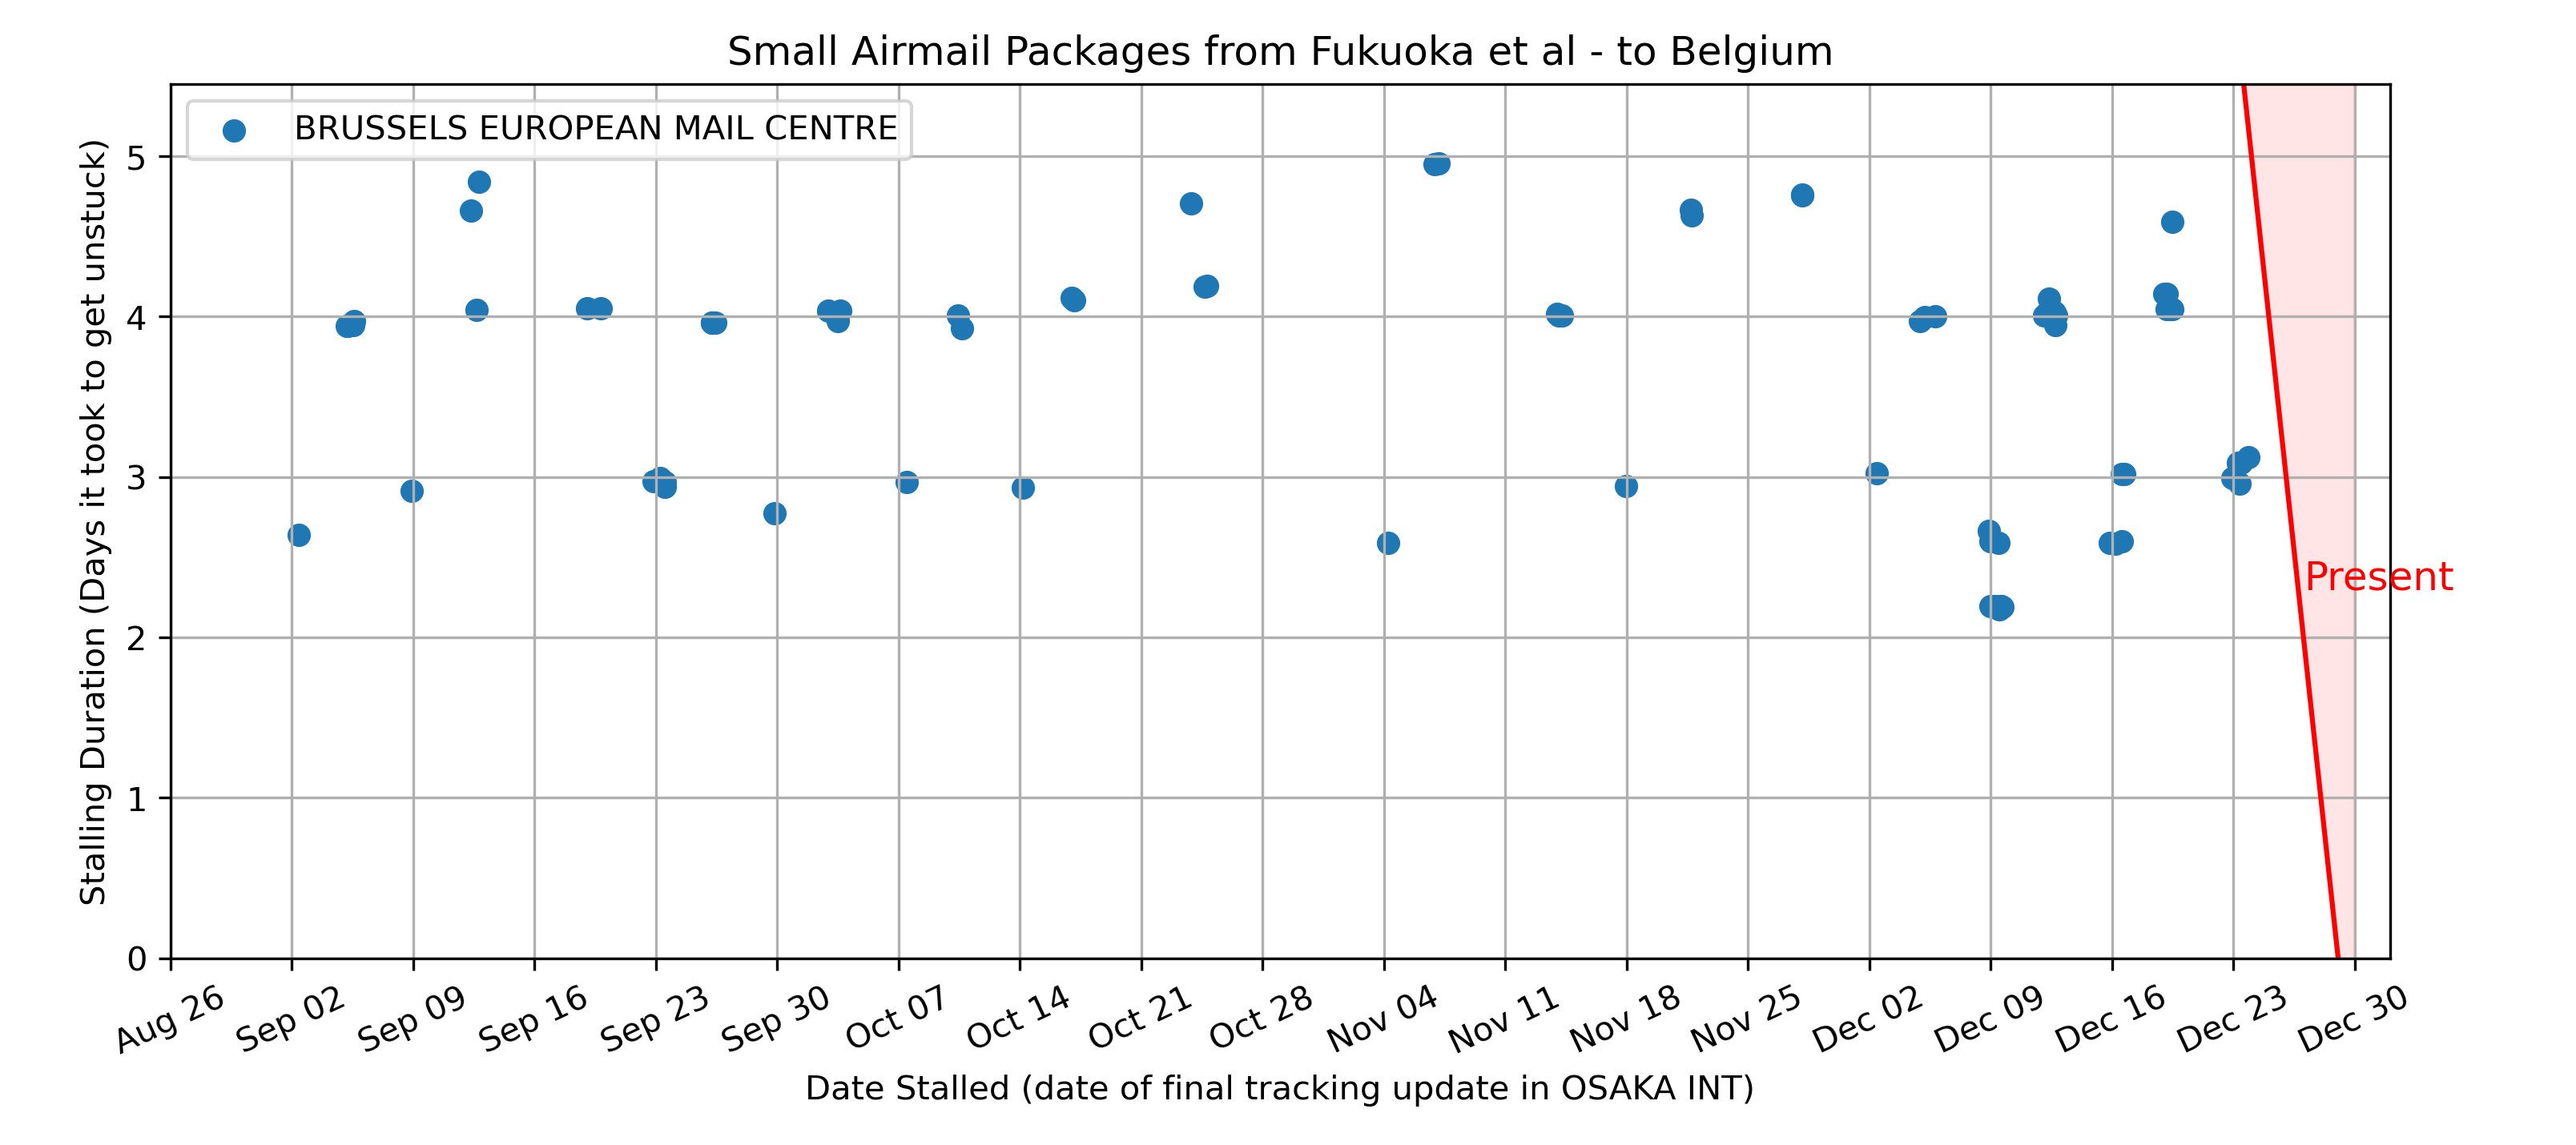 Small Airmail Packages from Fukuoka et al - to Belgium
BRUSSELS EUROPEAN MAIL CENTRE
Stalling Duration (Days it took to get unstuck)
5
4
3
2
1
0
Present
Aug 26
Sep 02
Sep 09
Sep 16
Sep 23
Sep 30
Oct 07
Oct 14
Oct 21
Oct 28
Nov 04
Nov 11
Nov 18
Nov 25
Dec 02
Dec 09
Dec 16
Dec 23
Dec 30
Date Stalled (date of final tracking update in OSAKA INT)